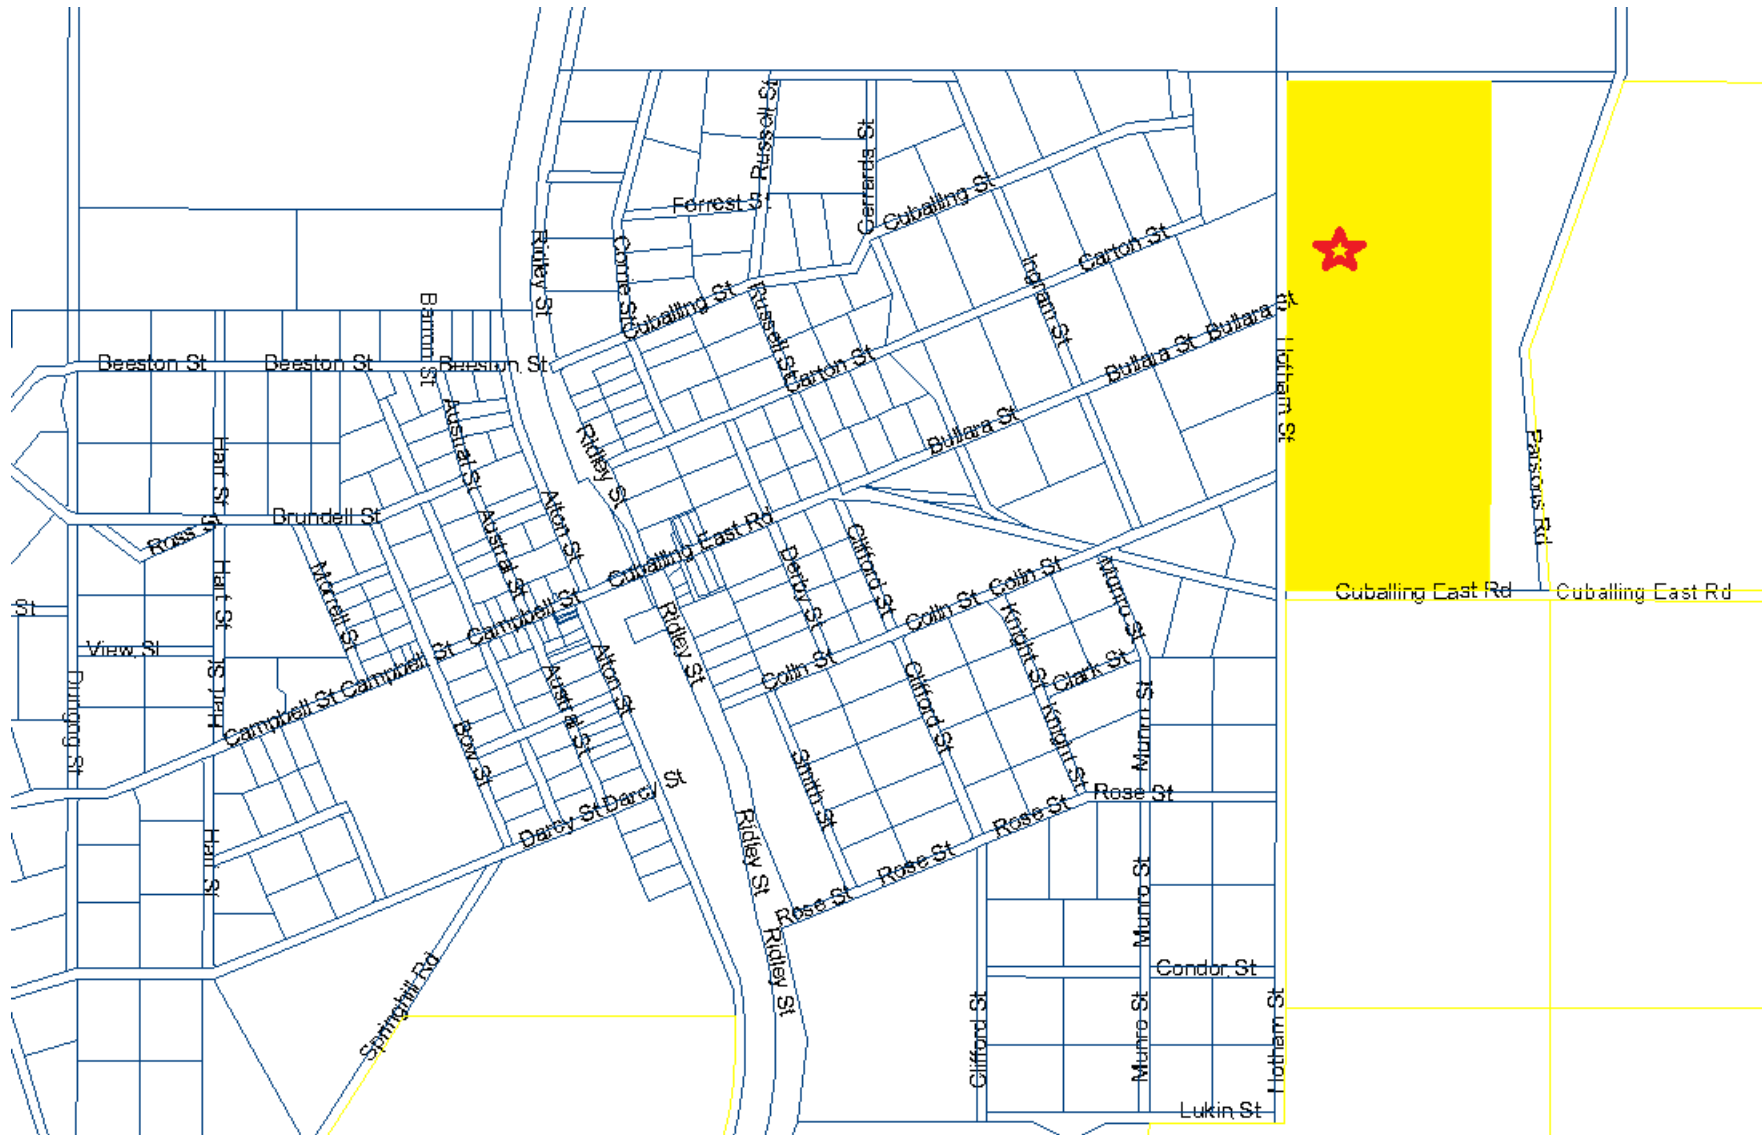 Russell St
Gerrards St
Forrest St
Cuballing St
Ridley St
Corrie St
Carton St
Ingram St
Barron St
Cuballing St
Russell St
Bullara St
Beeston St
Beeston St
Beeston St
Carton St
Bullara St
Hotham St
Austral St
Ridley St
Bullara St
Hart St
Parsons Rd
Brundell St
Ross St
Austral St
Alton St
Cuballing East Rd
Derby St
Clifford St
Colin St
Munro St
Cuballing East Rd
Cuballing East Rd
St
Hart St
Morrell St
Campbell St
Ridley St
Colin St
Knight St
View St
Campbell St
Colin St
Clark St
Hart St
Austral St
Alton St
Clifford St
Knight St
Munro St
Campbell St
Bow St
Smith St
Darcy St
Darcy St
Rose St
Rose St
Hart St
Ridley St
Rose St
Munro St
Rose St
Ridley St
Condor St
Springhill Rd
Clifford St
Munro St
Hotham St
Lukin St